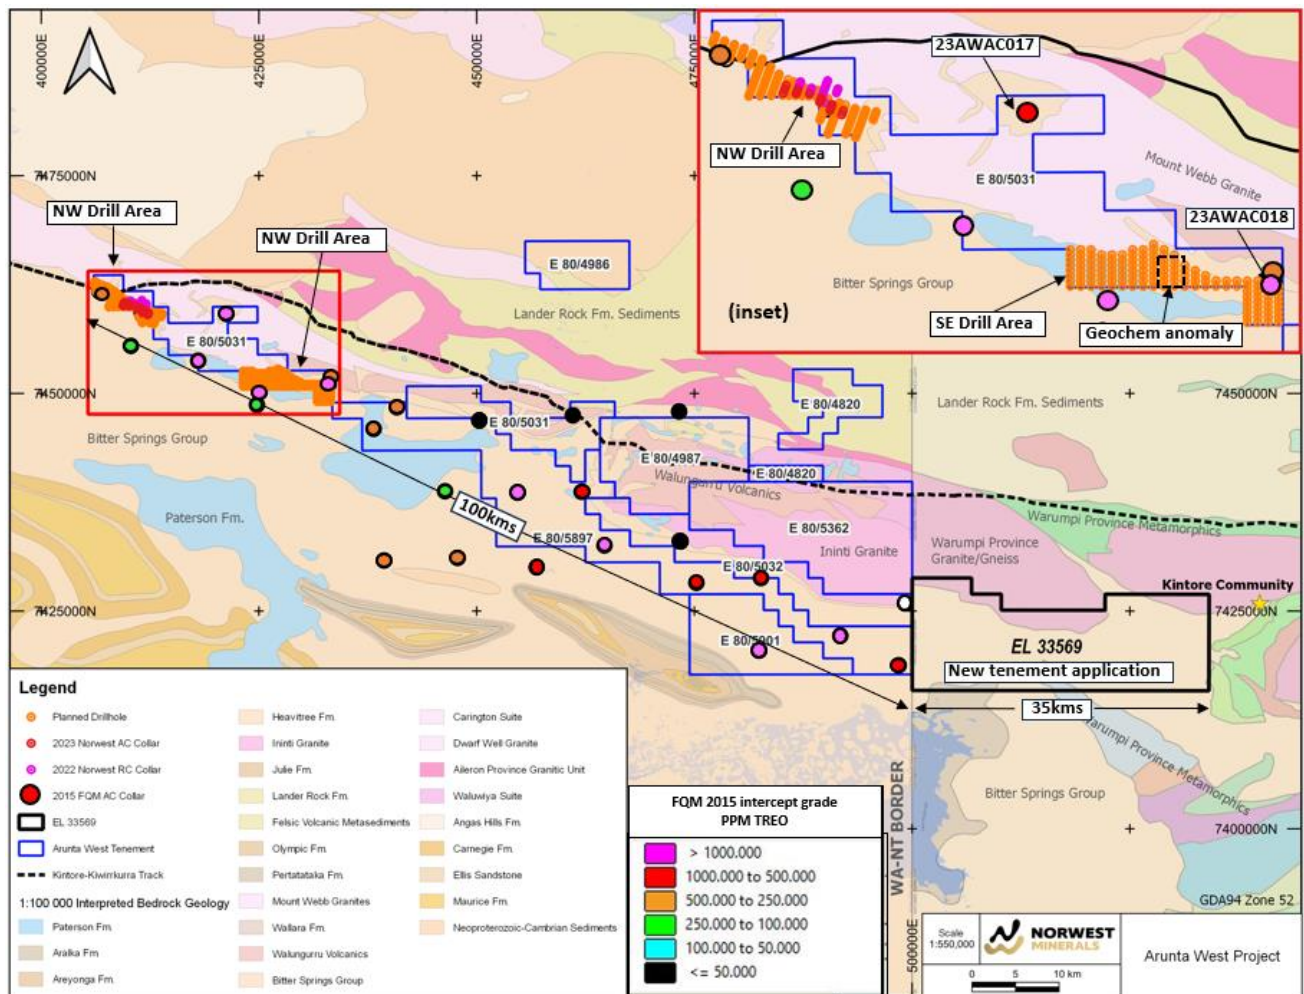 400000E
425000E
450000E
475000E
23AWAC017
NW Drill Area
E 80/5031
Mount Webb Granite
23AWAC018
Bitter Springs Group
(inset)
SE Drill Area
Geochem anomaly
7475000N
NW Drill Area
NW Drill Area
E 80/4986
Lander Rock Fm. Sediments
E 80/5031
7450000N
7450000N
E 80/4820
Lander Rock Fm. Sediments
E 80/5031
Bitter Springs Group
E 80/4987
E 80/4820
Walungurru Volcanics
100kms
Paterson Fm.
E 80/5362
Ininti Granite
Warumpi Province Metamorphics
Warumpi Province
Granite/Gneiss
E 80/5897
E 80/5032
Kintore Community
7425000N
7425000N
E 80/5901
EL 33569
New tenement application
35kms
Warumpi Province Metamorphics
Bitter Springs Group
WA-NT BORDER
7400000N
GDA94 Zone 52
500000E
Legend
Planned Drillhole
2023 Norwest AC Collar
2022 Norwest RC Collar
2015 FQM AC Collar
EL 33569
Arunta West Tenement
Kintore-Kiwirrkurra Track
1:100 000 Interpreted Bedrock Geology
Paterson Fm.
Aralka Fm.
Areyonga Fm.
Heavitree Fm.
Ininti Granite
Julie Fm.
Lander Rock Fm.
Felsic Volcanic Metasediments
Olympic Fm.
Pertatataka Fm.
Mount Webb Granites
Wallara Fm.
Walungurru Volcanics
Bitter Springs Group
Carington Suite
Dwarf Well Granite
Aileron Province Granitic Unit
Waluwiya Suite
Angas Hills Fm.
Carnegie Fm.
Ellis Sandstone
Maurice Fm.
Neoproterozoic-Cambrian Sediments
FQM 2015 intercept grade
PPM TREO
> 1000.000
1000.000 to 500.000
500.000 to 250.000
250.000 to 100.000
100.000 to 50.000
<= 50.000
Scale
1:550,000
NORWEST
MINERALS
0 5 10 km
Arunta West Project